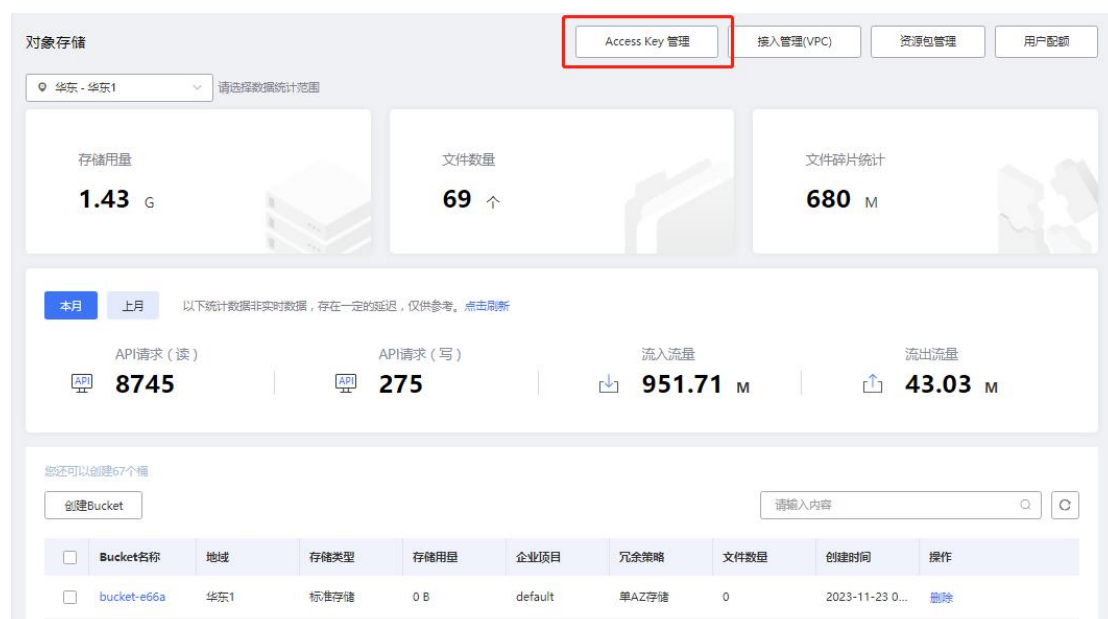 对象存储 Access Key 管理 接入管理(VPC) 资源包管理 用户配额
华东 - 华东1 请选择数据统计范围
存储用量 文件数量 文件碎片统计
1.43 G 69 个 680 M
本月 上月 以下统计数据非实时数据，存在一定的延迟，仅供参考。点击刷新
API请求（读） API请求（写） 流入流量 流出流量
API 8745 API 275 951.71 M 43.03 M
您还可以创建67个桶
创建Bucket 请输入内容
Bucket名称 地域 存储类型 存储用量 企业项目 冗余策略 文件数量 创建时间 操作
bucket-e66a 华东1 标准存储 0 B default 单AZ存储 0 2023-11-23 0... 删除